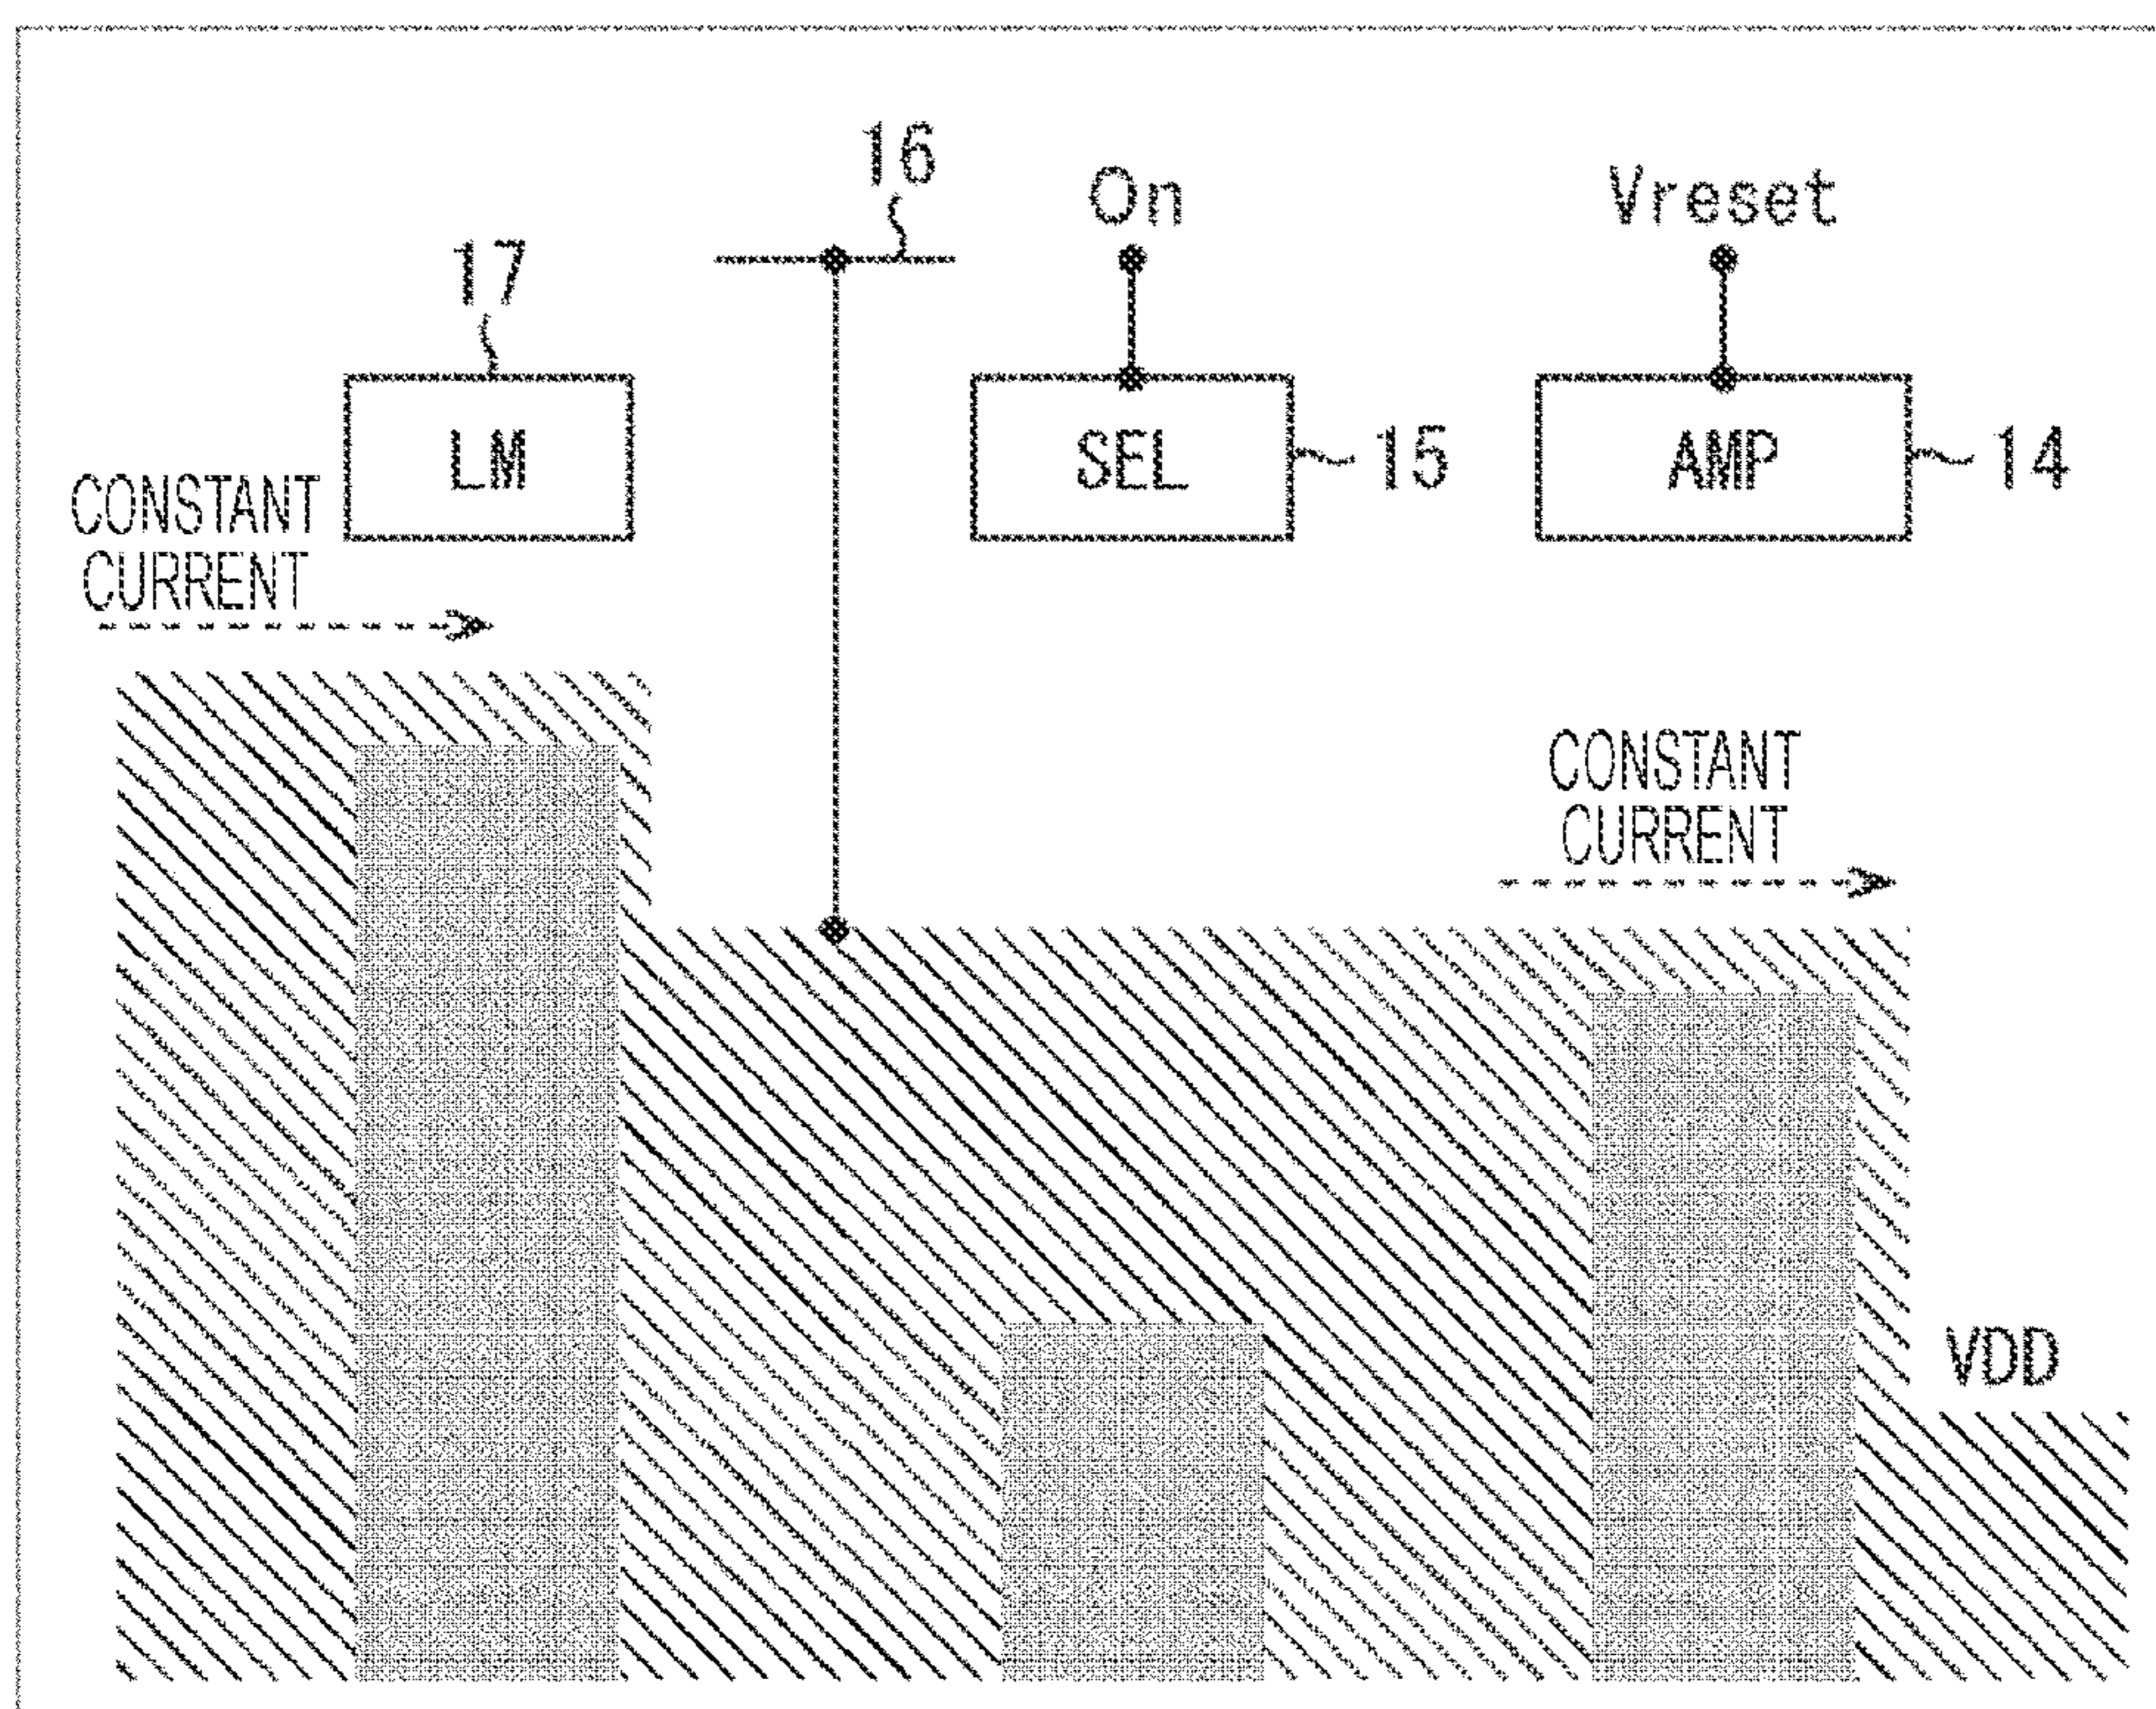 16
On
Vreset
17
LM
SEL
15
AMP
14
CONSTANT
CURRENT
CONSTANT
CURRENT
VDD